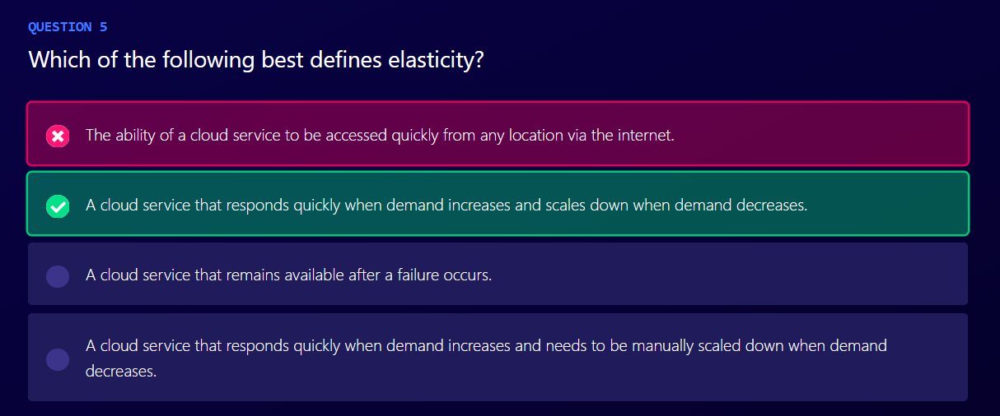 QUESTION 5
Which of the following best defines elasticity?
The ability of a cloud service to be accessed quickly from any location via the internet.
A cloud service that responds quickly when demand increases and scales down when demand decreases.
A cloud service that remains available after a failure occurs.
A cloud service that responds quickly when demand increases and needs to be manually scaled down when demand
decreases.